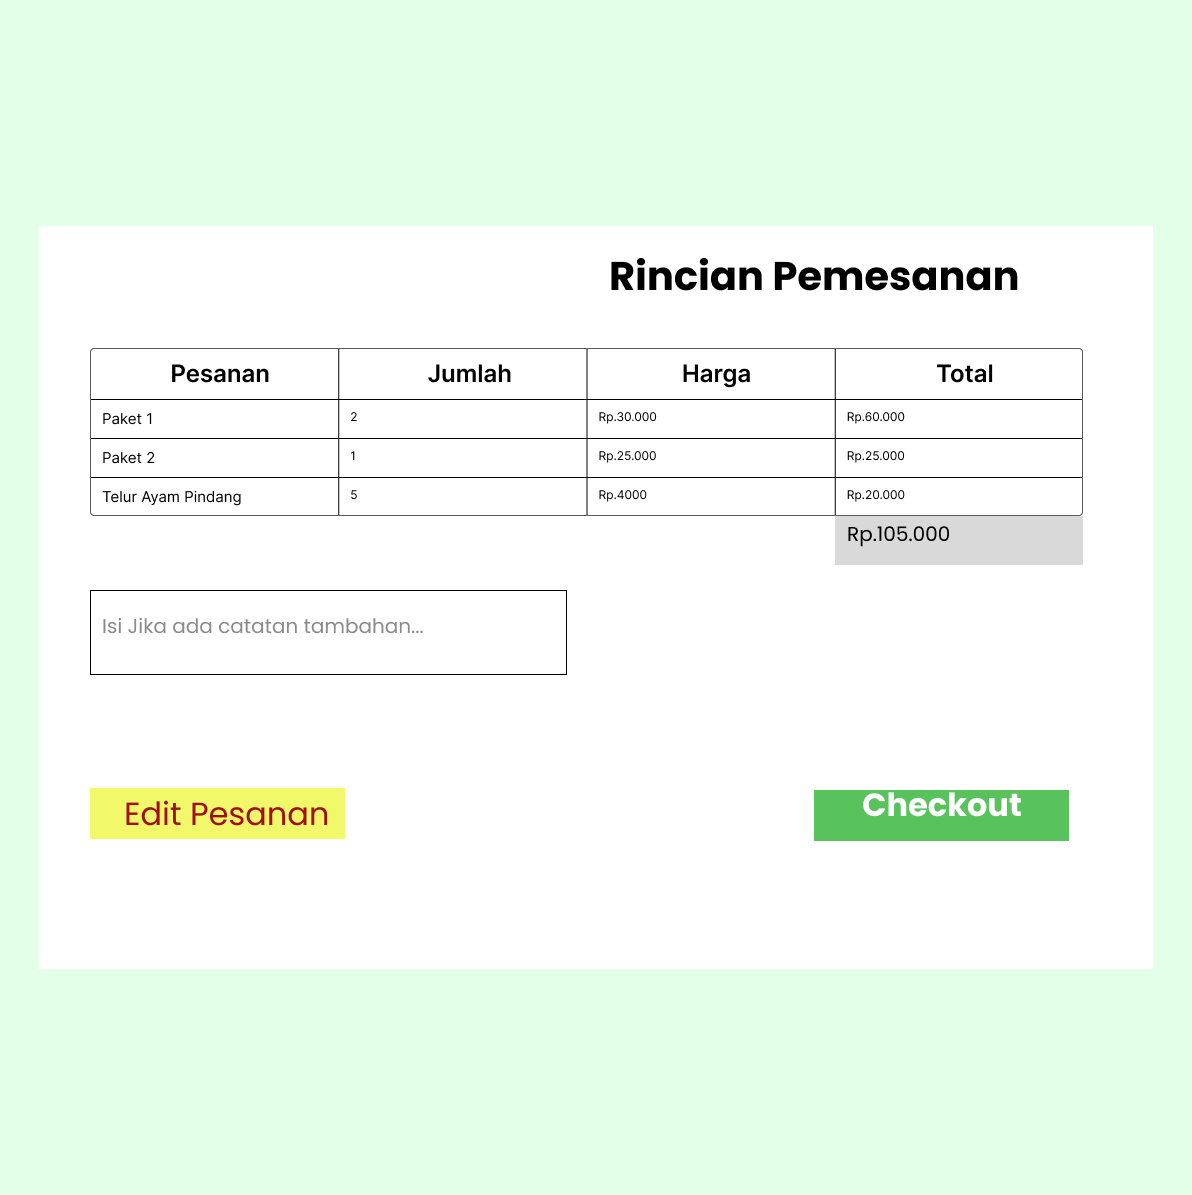 Rincian Pemesanan
Pesanan Jumlah Harga Total
Paket 1 2 Rp.30.000 Rp.60.000
Paket 2 1 Rp.25.000 Rp.25.000
Telur Ayam Pindang 5 Rp.4000 Rp.20.000
Rp.105.000
Isi Jika ada catatan tambahan...
Edit Pesanan Checkout